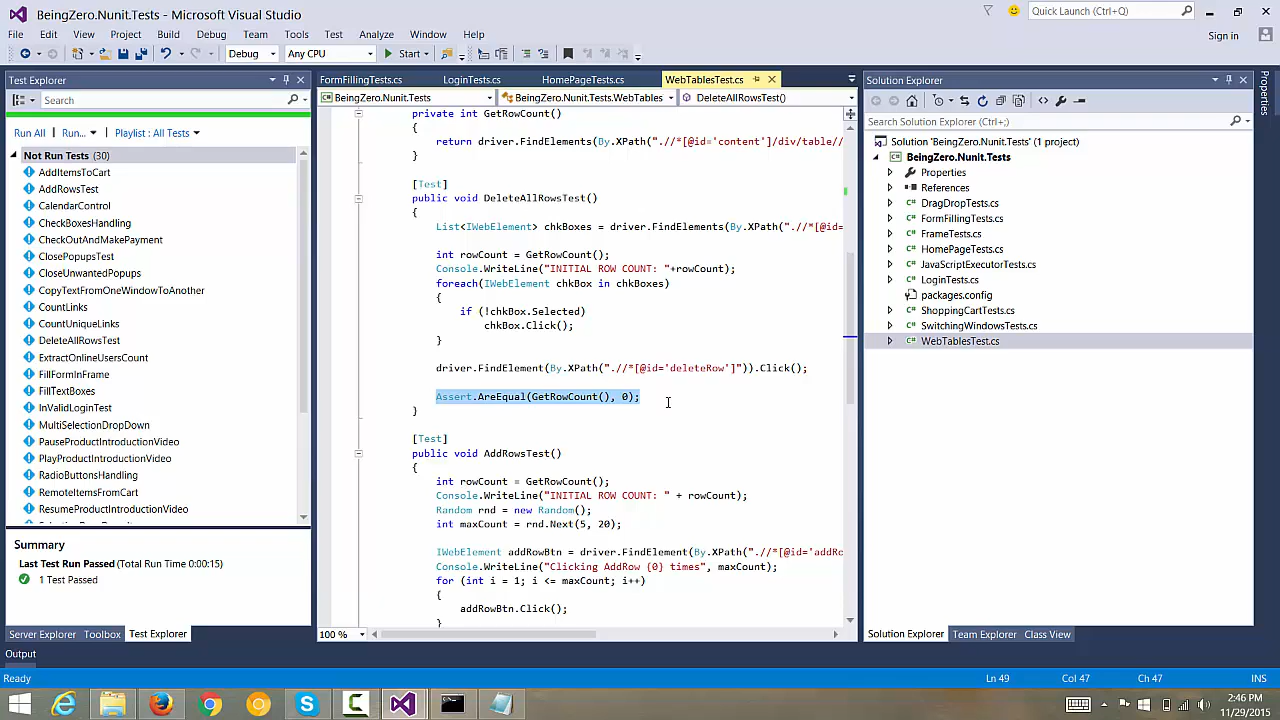 BeingZero.Nunit.Tests - Microsoft Visual Studio
Quick Launch (Ctrl+Q)
File Edit View Project Build Debug Team Tools Test Analyze Window Help
Sign in
Debug Any CPU Start
Test Explorer
Search
Run All Run... Playlist : All Tests
Not Run Tests (30)
AddItemsToCart
AddRowsTest
CalendarControl
CheckBoxesHandling
CheckOutAndMakePayment
ClosePopupsTest
CloseUnwantedPopups
CopyTextFromOneWindowToAnother
CountLinks
CountUniqueLinks
DeleteAllRowsTest
ExtractOnlineUsersCount
FillFormInFrame
FillTextBoxes
InValidLoginTest
MultiSelectionDropDown
PauseProductIntroductionVideo
PlayProductIntroductionVideo
RadioButtonsHandling
RemoteItemsFromCart
ResumeProductIntroductionVideo
Summary
Last Test Run Passed (Total Run Time 0:00:15)
1 Test Passed
Server Explorer Toolbox Test Explorer
Output
FormFillingTests.cs LoginTests.cs HomePageTests.cs WebTablesTest.cs
BeingZero.Nunit.Tests BeingZero.Nunit.Tests.WebTables DeleteAllRowsTest()
private int GetRowCount()
{
return driver.FindElements(By.XPath(".//*[@id='content']/div/table//
}
[Test]
public void DeleteAllRowsTest()
{
List<IWebElement> chkBoxes = driver.FindElements(By.XPath(".//*[@id=
int rowCount = GetRowCount();
Console.WriteLine("INITIAL ROW COUNT: "+rowCount);
foreach(IWebElement chkBox in chkBoxes)
{
if (!chkBox.Selected)
chkBox.Click();
}
driver.FindElement(By.XPath(".//*[@id='deleteRow']")).Click();
Assert.AreEqual(GetRowCount(), 0);
}
[Test]
public void AddRowsTest()
{
int rowCount = GetRowCount();
Console.WriteLine("INITIAL ROW COUNT: " + rowCount);
Random rnd = new Random();
int maxCount = rnd.Next(5, 20);
IWebElement addRowBtn = driver.FindElement(By.XPath(".//*[@id='addRo
Console.WriteLine("Clicking AddRow {0} times", maxCount);
for (int i = 1; i <= maxCount; i++)
{
addRowBtn.Click();
}
100 %
Solution Explorer
Search Solution Explorer (Ctrl+;)
Solution 'BeingZero.Nunit.Tests' (1 project)
BeingZero.Nunit.Tests
Properties
References
DragDropTests.cs
FormFillingTests.cs
FrameTests.cs
HomePageTests.cs
JavaScriptExecutorTests.cs
LoginTests.cs
packages.config
ShoppingCartTests.cs
SwitchingWindowsTests.cs
WebTablesTest.cs
Solution Explorer Team Explorer Class View
Properties
Ready Ln 49 Col 47 Ch 47 INS
2:46 PM
11/29/2015